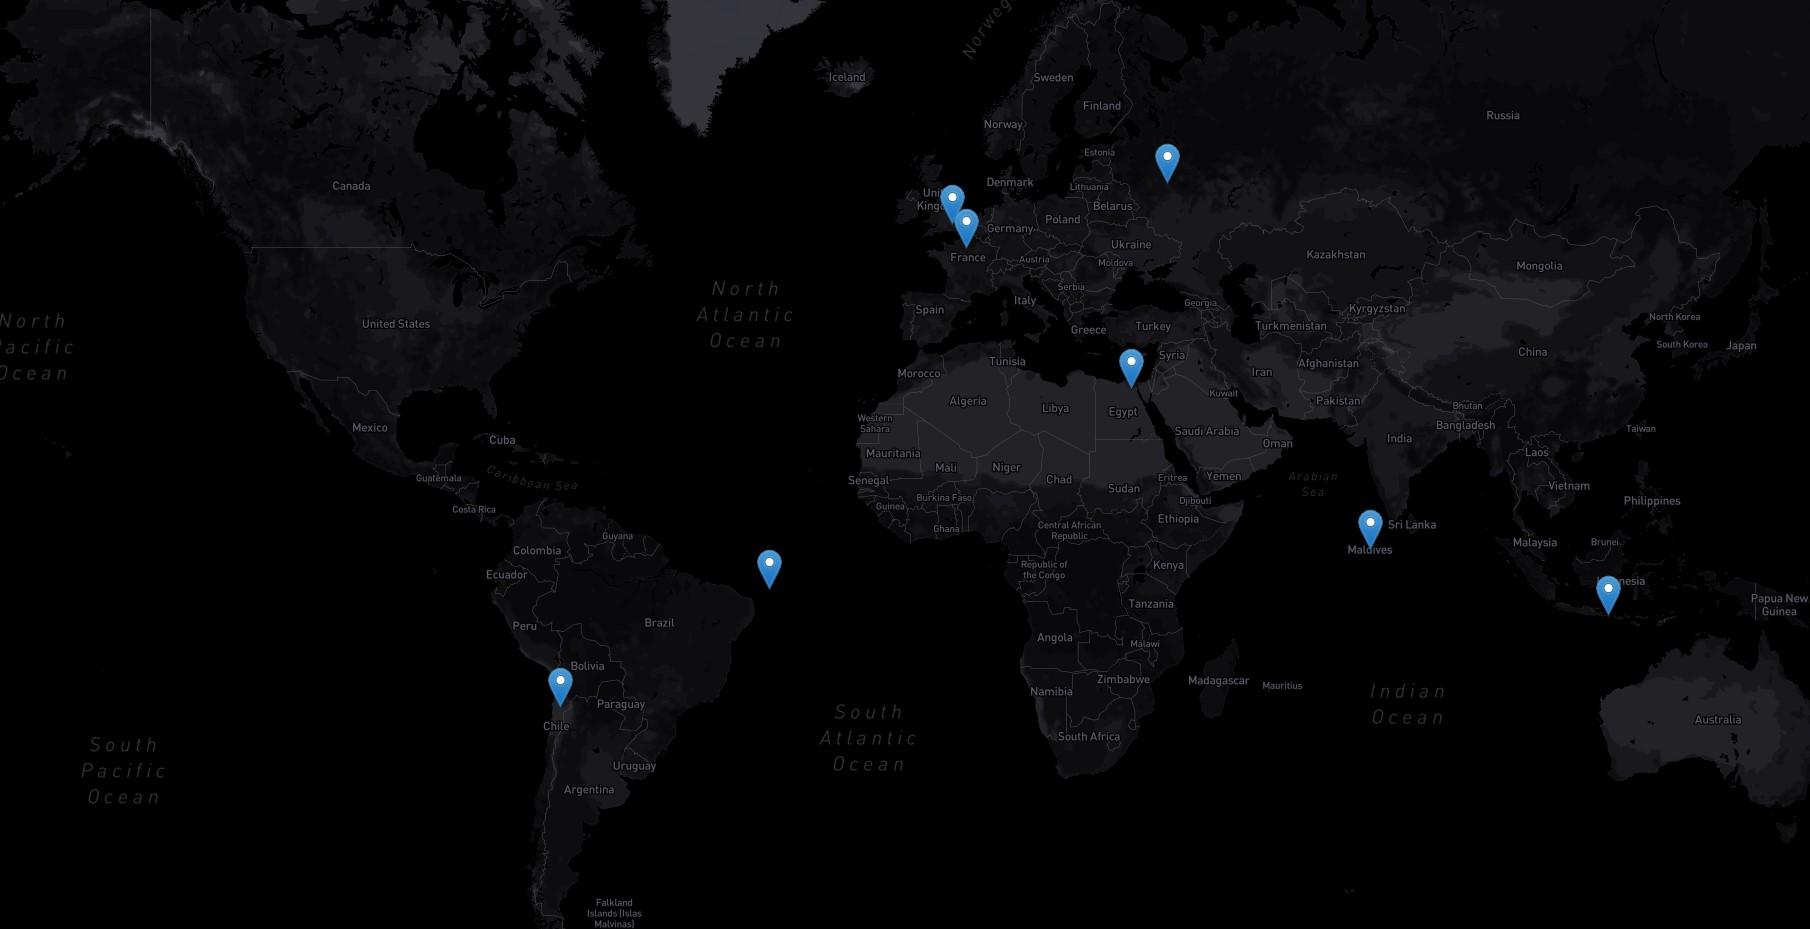 Norweg
Iceland
Sweden
Finland
Norway
Russia
Estonia
Canada
Denmark
Lithuania
Uni
Kingd
Belarus
Poland
Germany
Ukraine
France
Austria
Moldova
Kazakhstan
Mongolia
Serbia
North
Atlantic
Ocean
Italy
Georgia
Spain
Kyrgyzstan
North
Pacific
Ocean
United States
Greece
Turkey
Turkmenistan
North Korea
South Korea
Japan
China
Tunisia
Syria
Afghanistan
Iran
Morocco
Algeria
Libya
Egypt
Kuwait
Pakistan
Bhutan
Western
Sahara
Bangladesh
Mexico
Saudi Arabia
Taiwan
Cuba
Oman
India
Mauritania
Laos
Mali
Niger
Guatemala
Caribbean Sea
Senegal
Chad
Sudan
Eritrea
Yemen
Arabian
Sea
Vietnam
Burkina Faso
Djibouti
Philippines
Costa Rica
Guinea
Ethiopia
Ghana
Central African
Republic
Sri Lanka
Guyana
Colombia
Malaysia
Brunei
Maldives
Ecuador
Republic of
the Congo
Kenya
nesia
Tanzania
Papua New
Guinea
Peru
Brazil
Angola
Malawi
Bolivia
Zimbabwe
Madagascar
Mauritius
Namibia
Indian
Ocean
Paraguay
South
Atlantic
Ocean
Chile
Australia
South Africa
South
Pacific
Ocean
Uruguay
Argentina
Falkland
Islands (Islas
Malvinas)